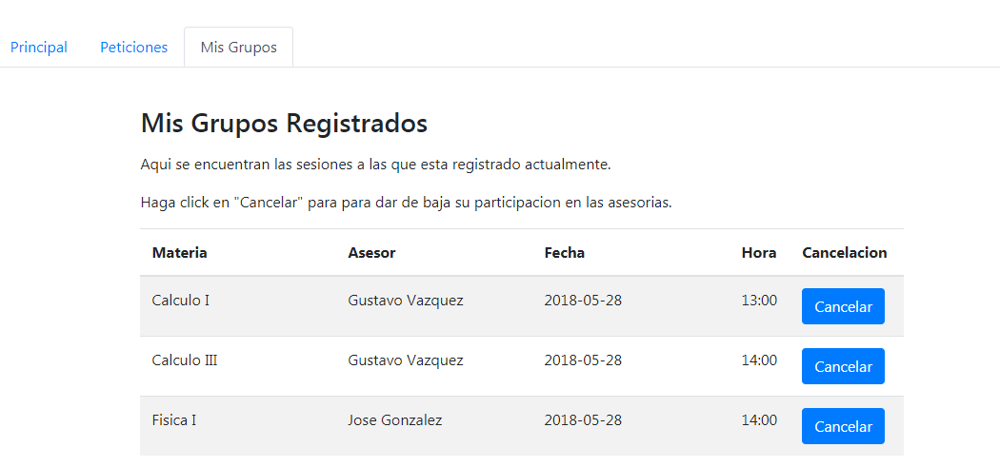 Principal Peticiones Mis Grupos
Mis Grupos Registrados
Aqui se encuentran las sesiones a las que esta registrado actualmente.
Haga click en "Cancelar" para para dar de baja su participacion en las asesorias.
Materia Asesor Fecha Hora Cancelacion
Calculo I Gustavo Vazquez 2018-05-28 13:00 Cancelar
Calculo III Gustavo Vazquez 2018-05-28 14:00 Cancelar
Fisica I Jose Gonzalez 2018-05-28 14:00 Cancelar